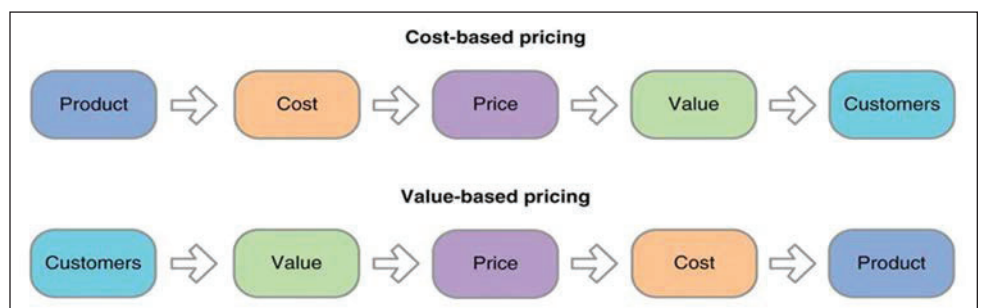 Cost-based pricing
Product Cost Price Value Customers
Value-based pricing
Customers Value Price Cost Product